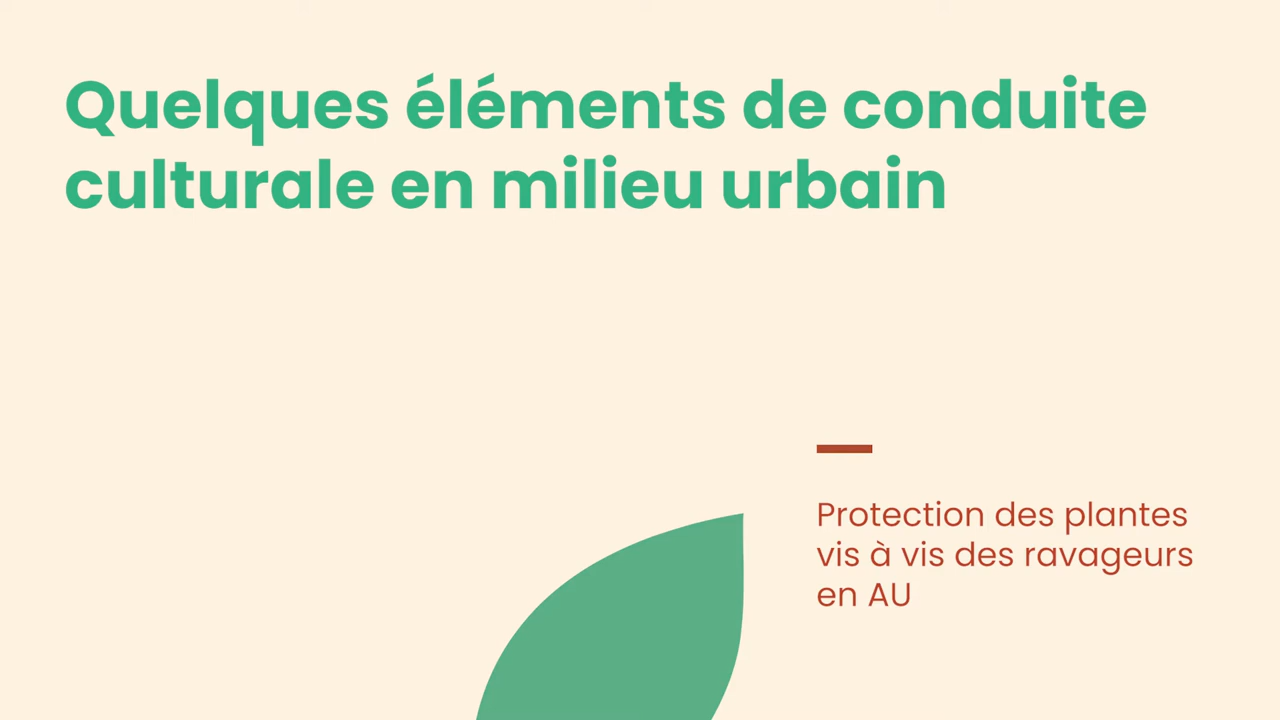 Quelques éléments de conduite
culturale en milieu urbain
Protection des plantes
vis à vis des ravageurs
en AU